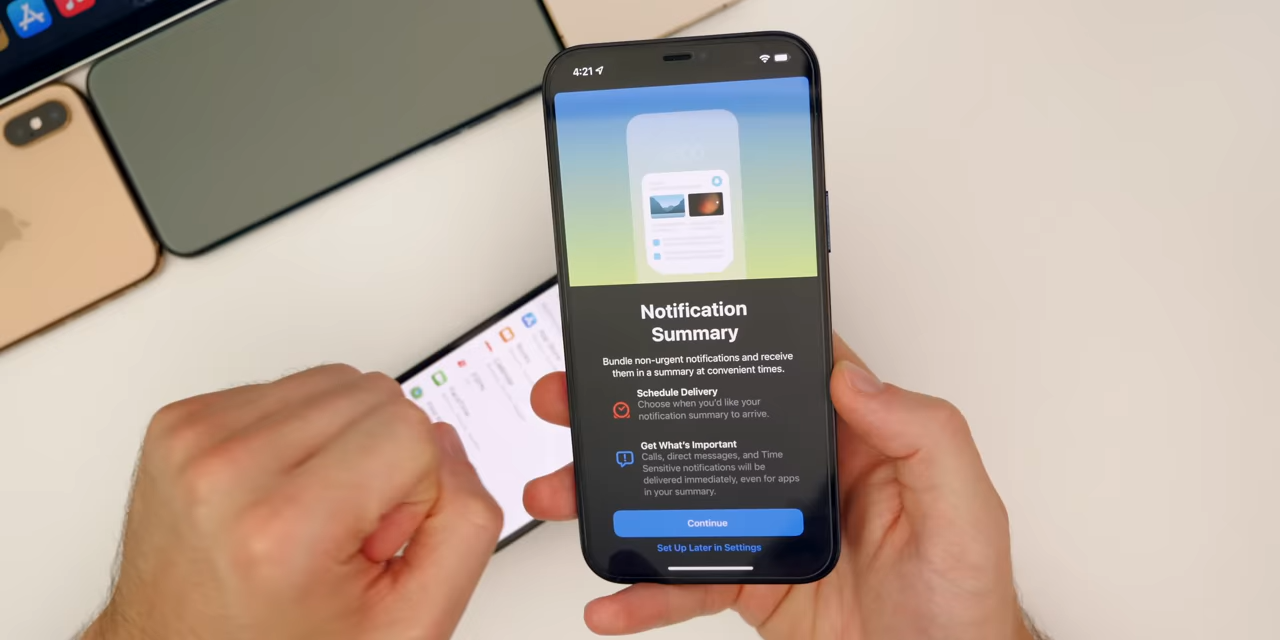 4:21
Notification
Summary
Bundle non-urgent notifications and receive
them in a summary at convenient times.
Schedule Delivery
Choose when you'd like your
notification summary to arrive.
Get What's Important
Calls, direct messages, and Time
Sensitive notifications will be
delivered immediately, even for apps
in your summary.
Continue
Set Up Later in Settings